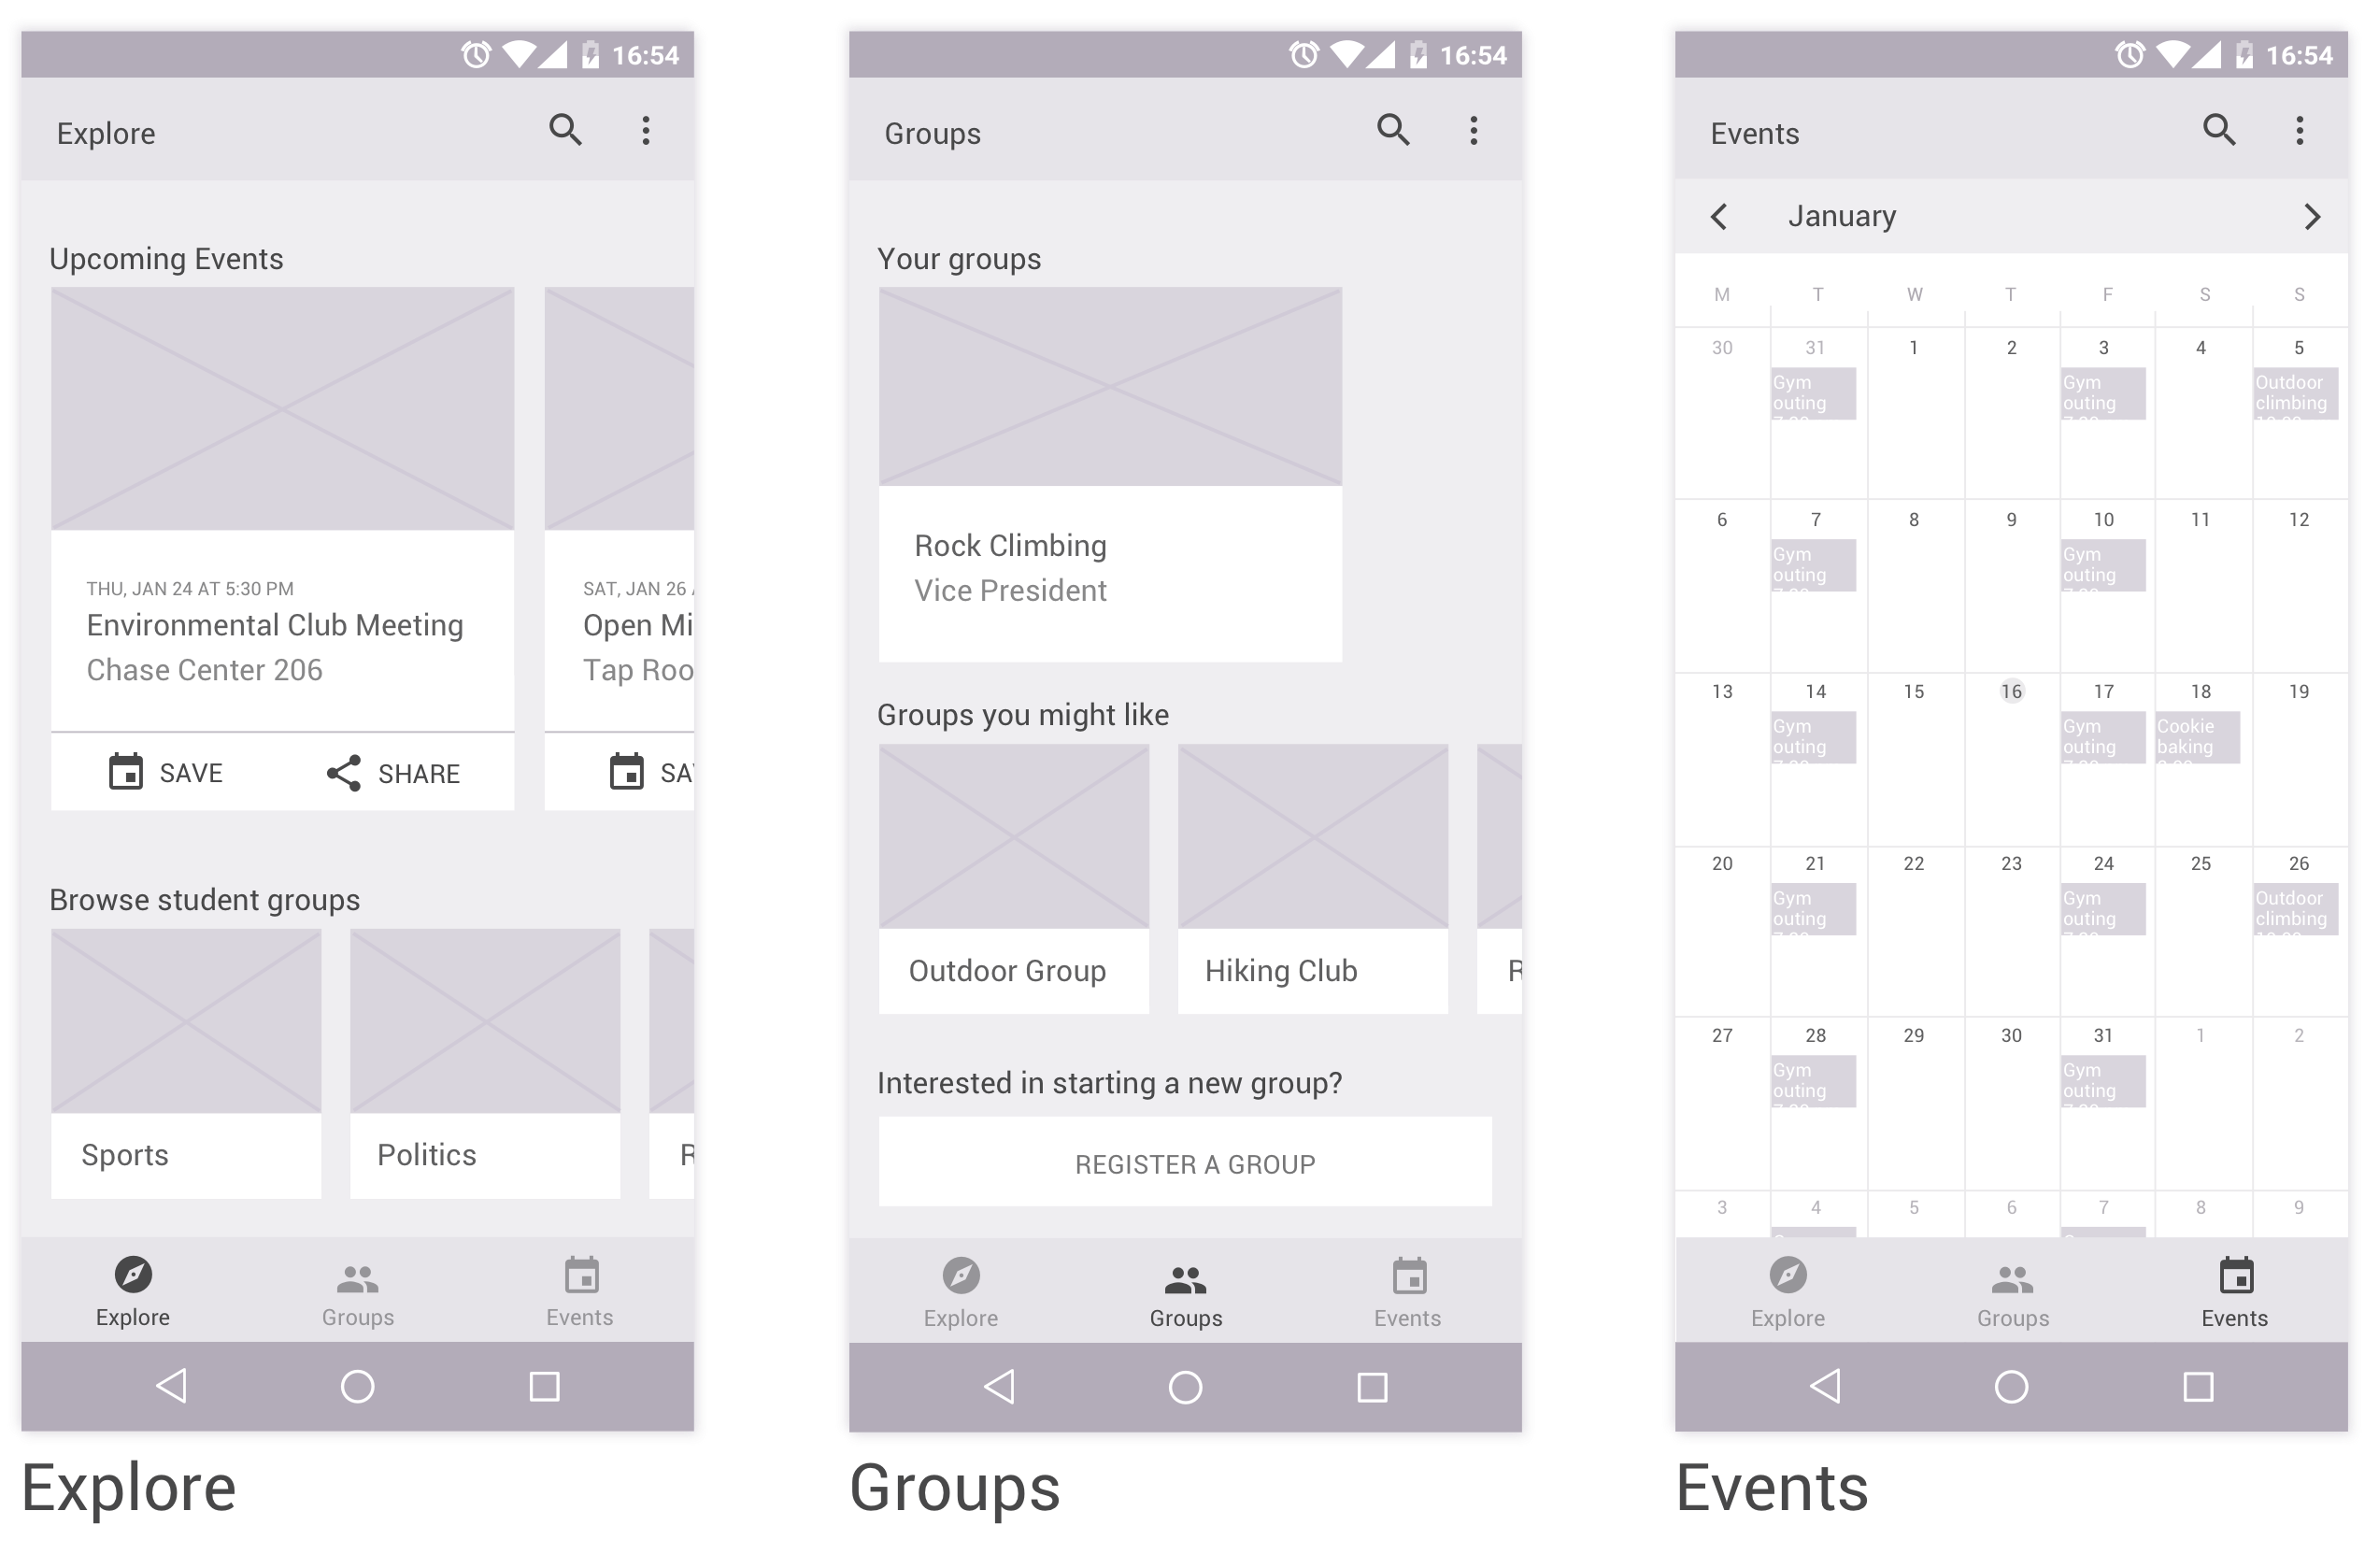 16:54
Explore
Upcoming Events
THU, JAN 24 AT 5:30 PM
Environmental Club Meeting
Chase Center 206
SAVE
SHARE
SAT, JAN 26
Open Mi
Tap Roo
SA
Browse student groups
Sports
Politics
R
Explore
Groups
Events
Explore
16:54
Groups
Your groups
Rock Climbing
Vice President
Groups you might like
Outdoor Group
Hiking Club
R
Interested in starting a new group?
REGISTER A GROUP
Explore
Groups
Events
Groups
16:54
Events
January
M T W T F S S
30 31 1 2 3 4 5
Gym
outing
Gym
outing
Outdoor
climbing
6 7 8 9 10 11 12
Gym
outing
Gym
outing
13 14 15 16 17 18 19
Gym
outing
Gym
outing
Cookie
baking
20 21 22 23 24 25 26
Gym
outing
Gym
outing
Outdoor
climbing
27 28 29 30 31 1 2
Gym
outing
Gym
outing
3 4 5 6 7 8 9
Explore
Groups
Events
Events